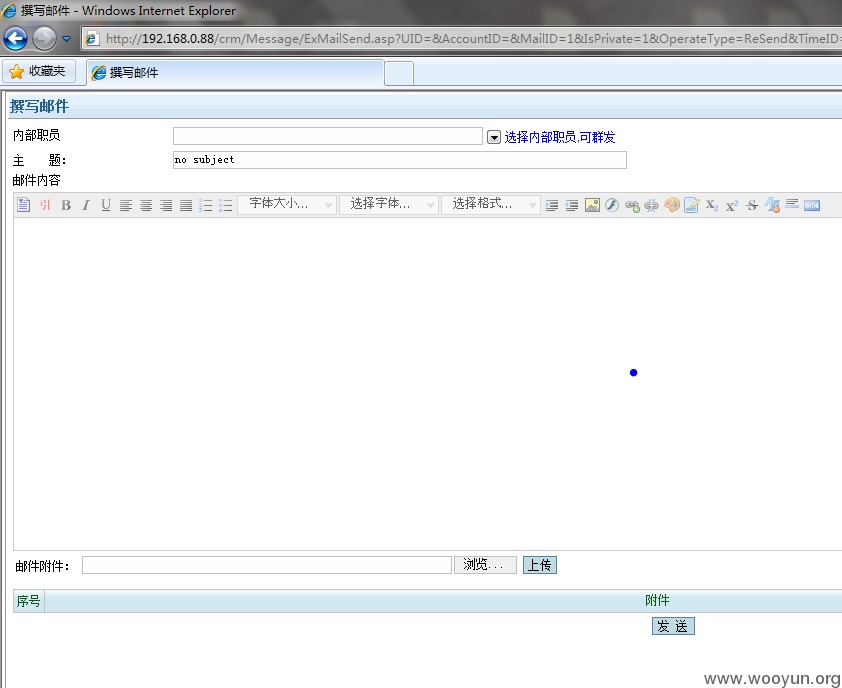 撰写邮件 - Windows Internet Explorer
http://192.168.0.88/crm/Message/ExMailSend.asp?UID=&AccountID=&MailID=1&IsPrivate=1&OperateType=ReSend&TimeID=
收藏夹 撰写邮件
撰写邮件
内部职员 选择内部职员,可群发
主 题: no subject
邮件内容
B I U 字体大小... 选择字体... 选择格式... X₂ X² S
邮件附件: 浏览... 上传
序号 附件
发 送
www.wooyun.org